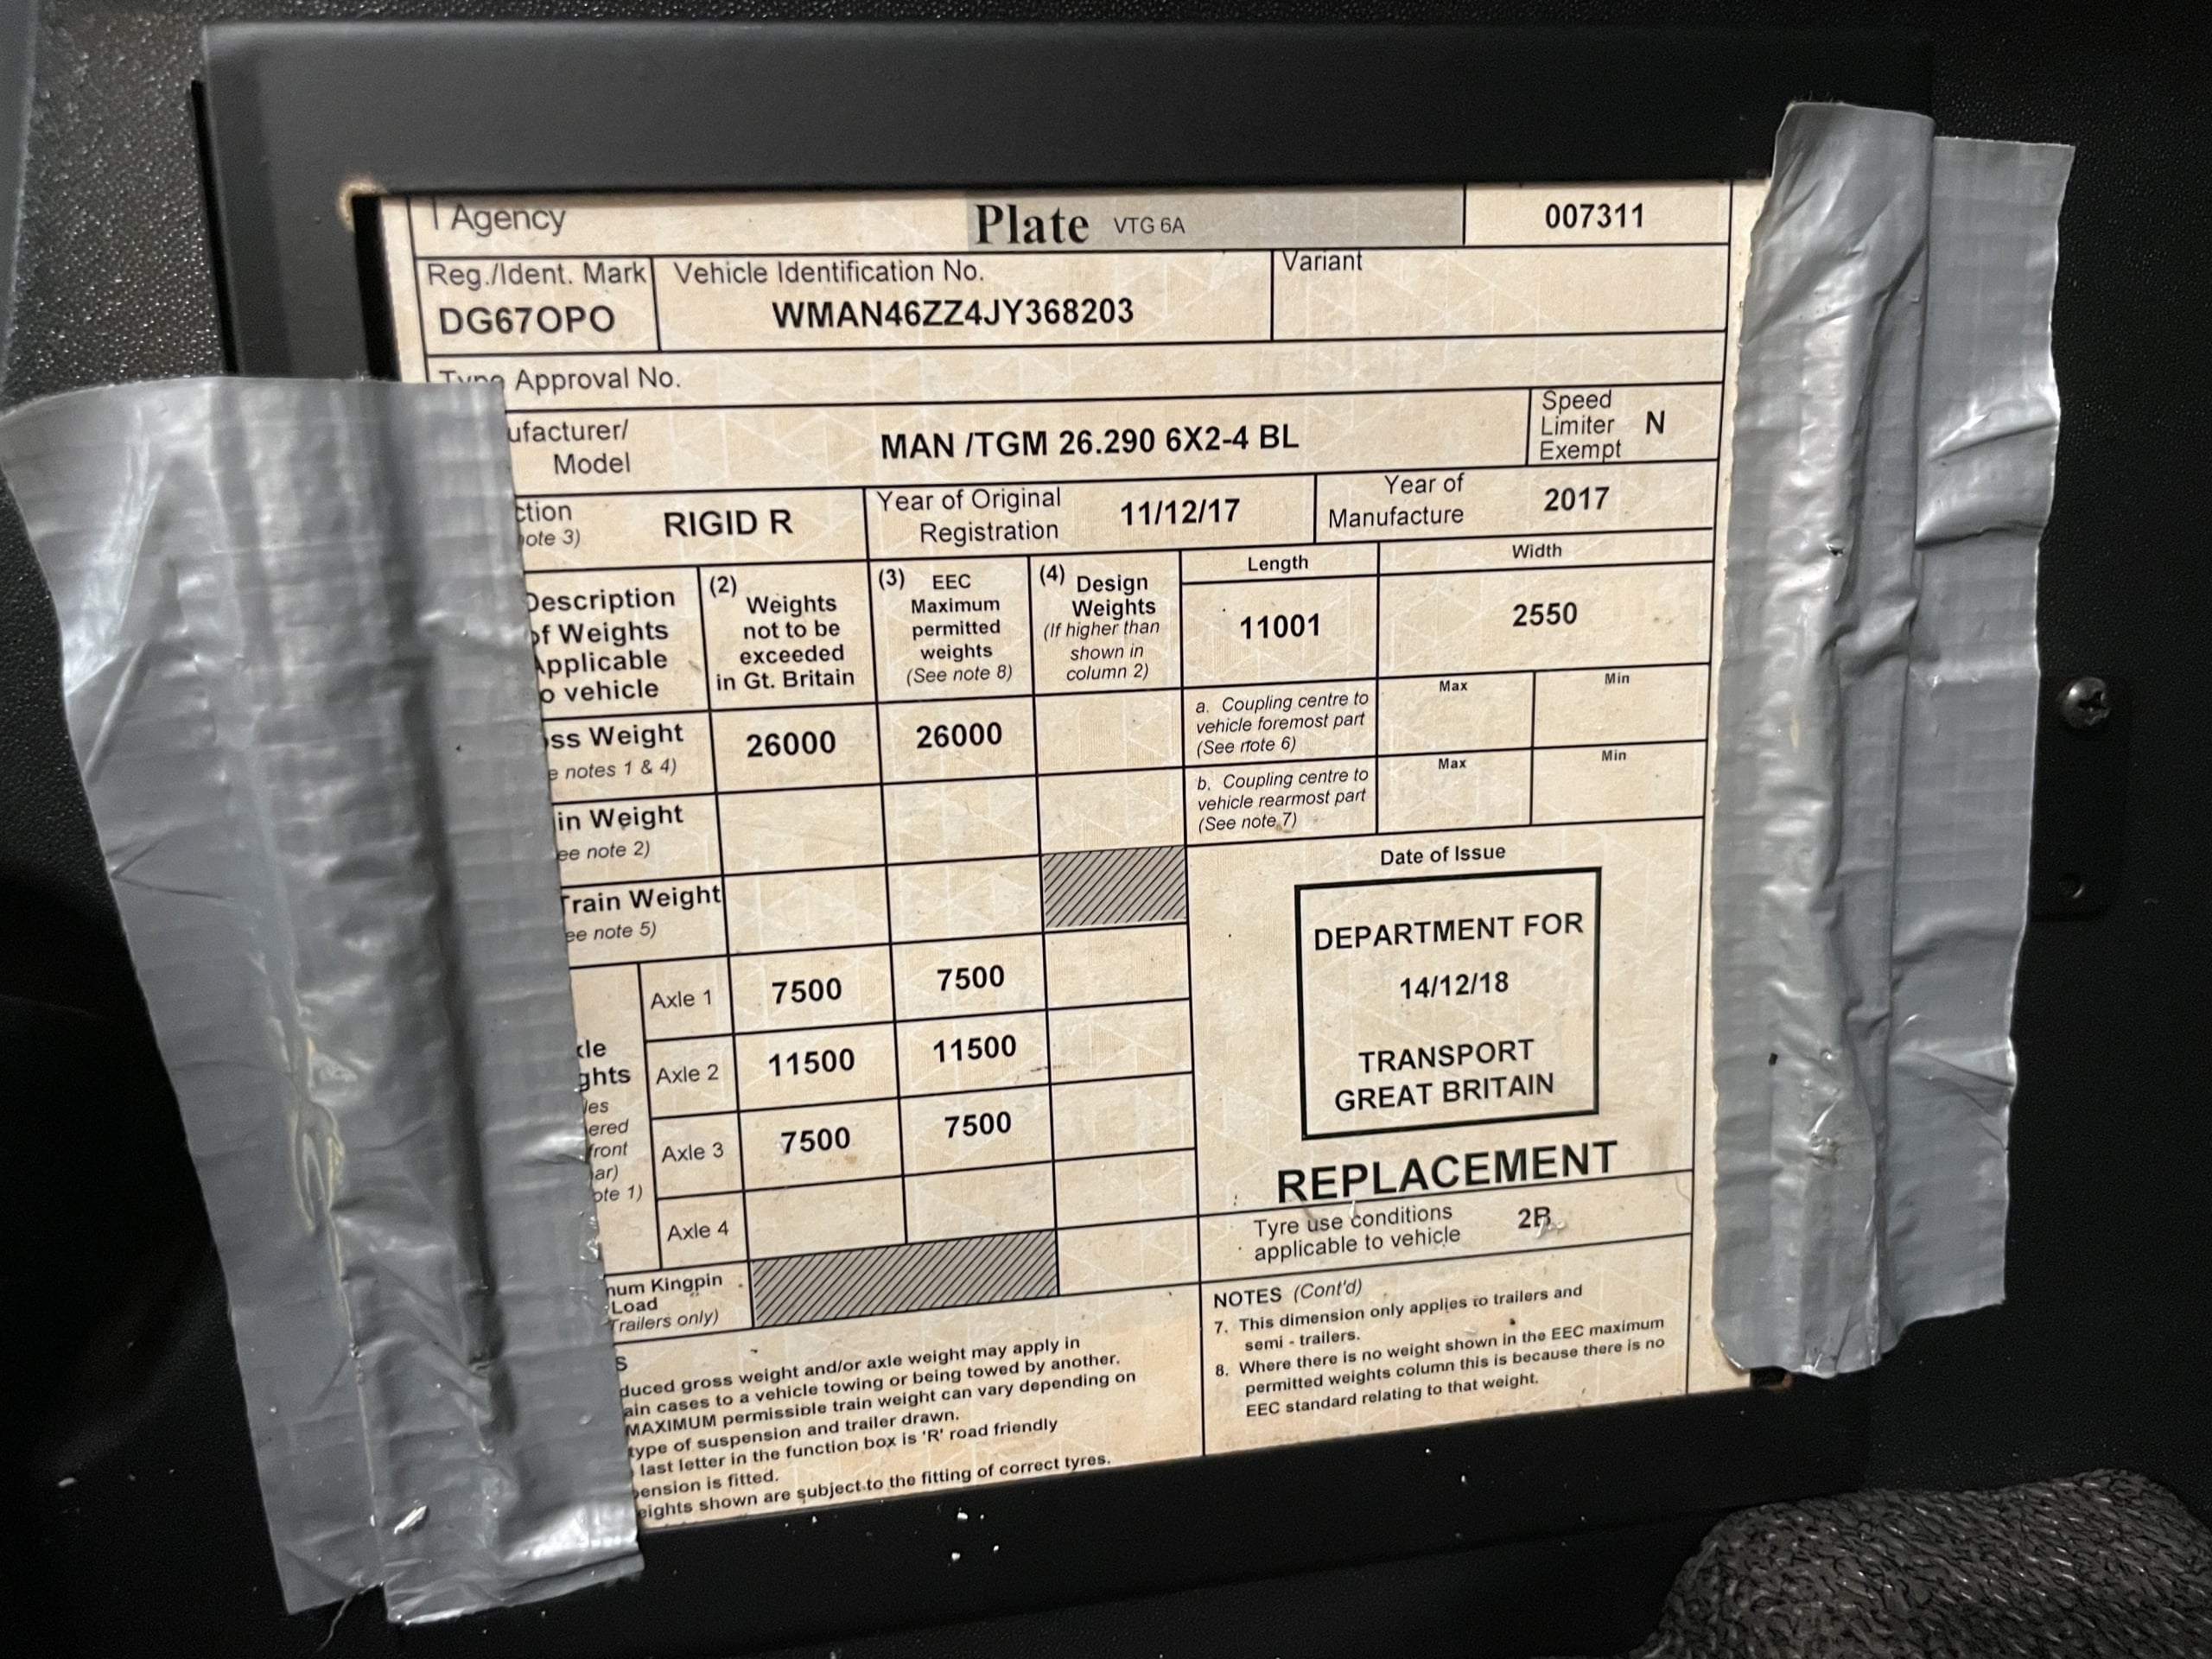 Agency
Plate VTG 6A
007311
Reg./Ident. Mark
DG67OPO
Vehicle Identification No.
WMAN46ZZ4JY368203
Variant
Type Approval No.
ufacturer/
Model
MAN /TGM 26.290 6X2-4 BL
Speed
Limiter
Exempt
N
ction
ote 3)
RIGID R
Year of Original
Registration
11/12/17
Year of
Manufacture
2017
Description
of Weights
Applicable
o vehicle
(2)
Weights
not to be
exceeded
in Gt. Britain
(3) EEC
Maximum
permitted
weights
(See note 8)
(4) Design
Weights
(If higher than
shown in
column 2)
Length
11001
Width
2550
ss Weight
e notes 1 & 4)
26000
26000
a. Coupling centre to
vehicle foremost part
(See note 6)
Max
Min
in Weight
ee note 2)
b. Coupling centre to
vehicle rearmost part
(See note 7)
Max
Min
Train Weight
ee note 5)
Date of Issue
DEPARTMENT FOR
14/12/18
TRANSPORT
GREAT BRITAIN
REPLACEMENT
kle
ghts
les
ered
front
ar)
ote 1)
Axle 1
7500
7500
Axle 2
11500
11500
Axle 3
7500
7500
Axle 4
Tyre use conditions
applicable to vehicle
num Kingpin
Load
Trailers only)
S
duced gross weight and/or axle weight may apply in
ain cases to a vehicle towing or being towed by another.
MAXIMUM permissible train weight can vary depending on
type of suspension and trailer drawn.
last letter in the function box is 'R' road friendly
pension is fitted.
eights shown are subject to the fitting of correct tyres.
NOTES (Cont'd)
7. This dimension only applies to trailers and
semi - trailers.
8. Where there is no weight shown in the EEC maximum
permitted weights column this is because there is no
EEC standard relating to that weight.